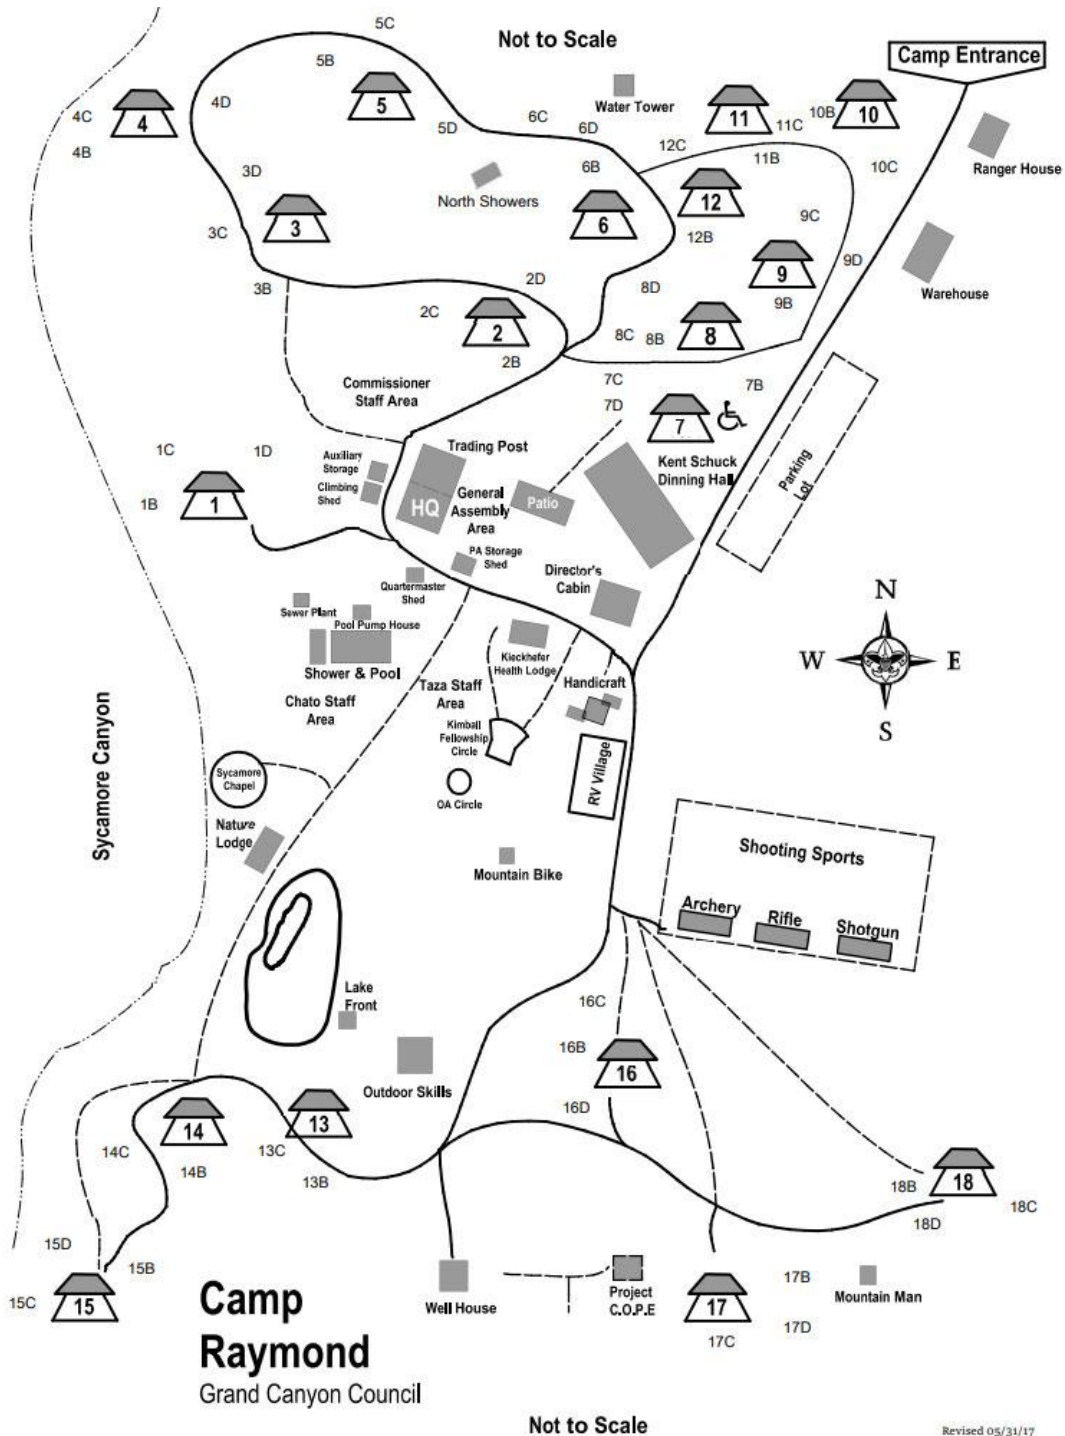 5C
Not to Scale
Camp Entrance
5B
4C
4
4B
4D
5
5D
Water Tower
6C
6D
11
11C
10B
10
12C
11B
10C
Ranger House
3D
6B
North Showers
3
3C
6
12
12B
9C
9
9D
3B
2D
8D
9B
Warehouse
2C
2
2B
8C
8B
8
Commissioner
Staff Area
7C
7D
7
7B
Parking
Lot
1C
1D
1B
1
Auxiliary
Storage
Climbing
Shed
Trading Post
HQ
General
Assembly
Area
Patio
Kent Schuck
Dinning Hall
PA Storage
Shed
Director's
Cabin
Quartermaster
Shed
Sewer Plant
Pool Pump House
Shower & Pool
Kieckhefer
Health Lodge
Handicraft
N
W
E
S
Chato Staff
Area
Taza Staff
Area
Kimball
Fellowship
Circle
OA Circle
RV Village
Sycamore Canyon
Sycamore
Chapel
Nature
Lodge
Mountain Bike
Shooting Sports
Archery
Rifle
Shotgun
Lake
Front
16C
Outdoor Skills
16B
16
16D
13
13C
13B
14
14C
14B
18B
18
18C
18D
15D
15B
15C
15
Well House
Project
C.O.P.E
17B
17
17D
17C
Mountain Man
Camp
Raymond
Grand Canyon Council
Not to Scale
Revised 05/31/17